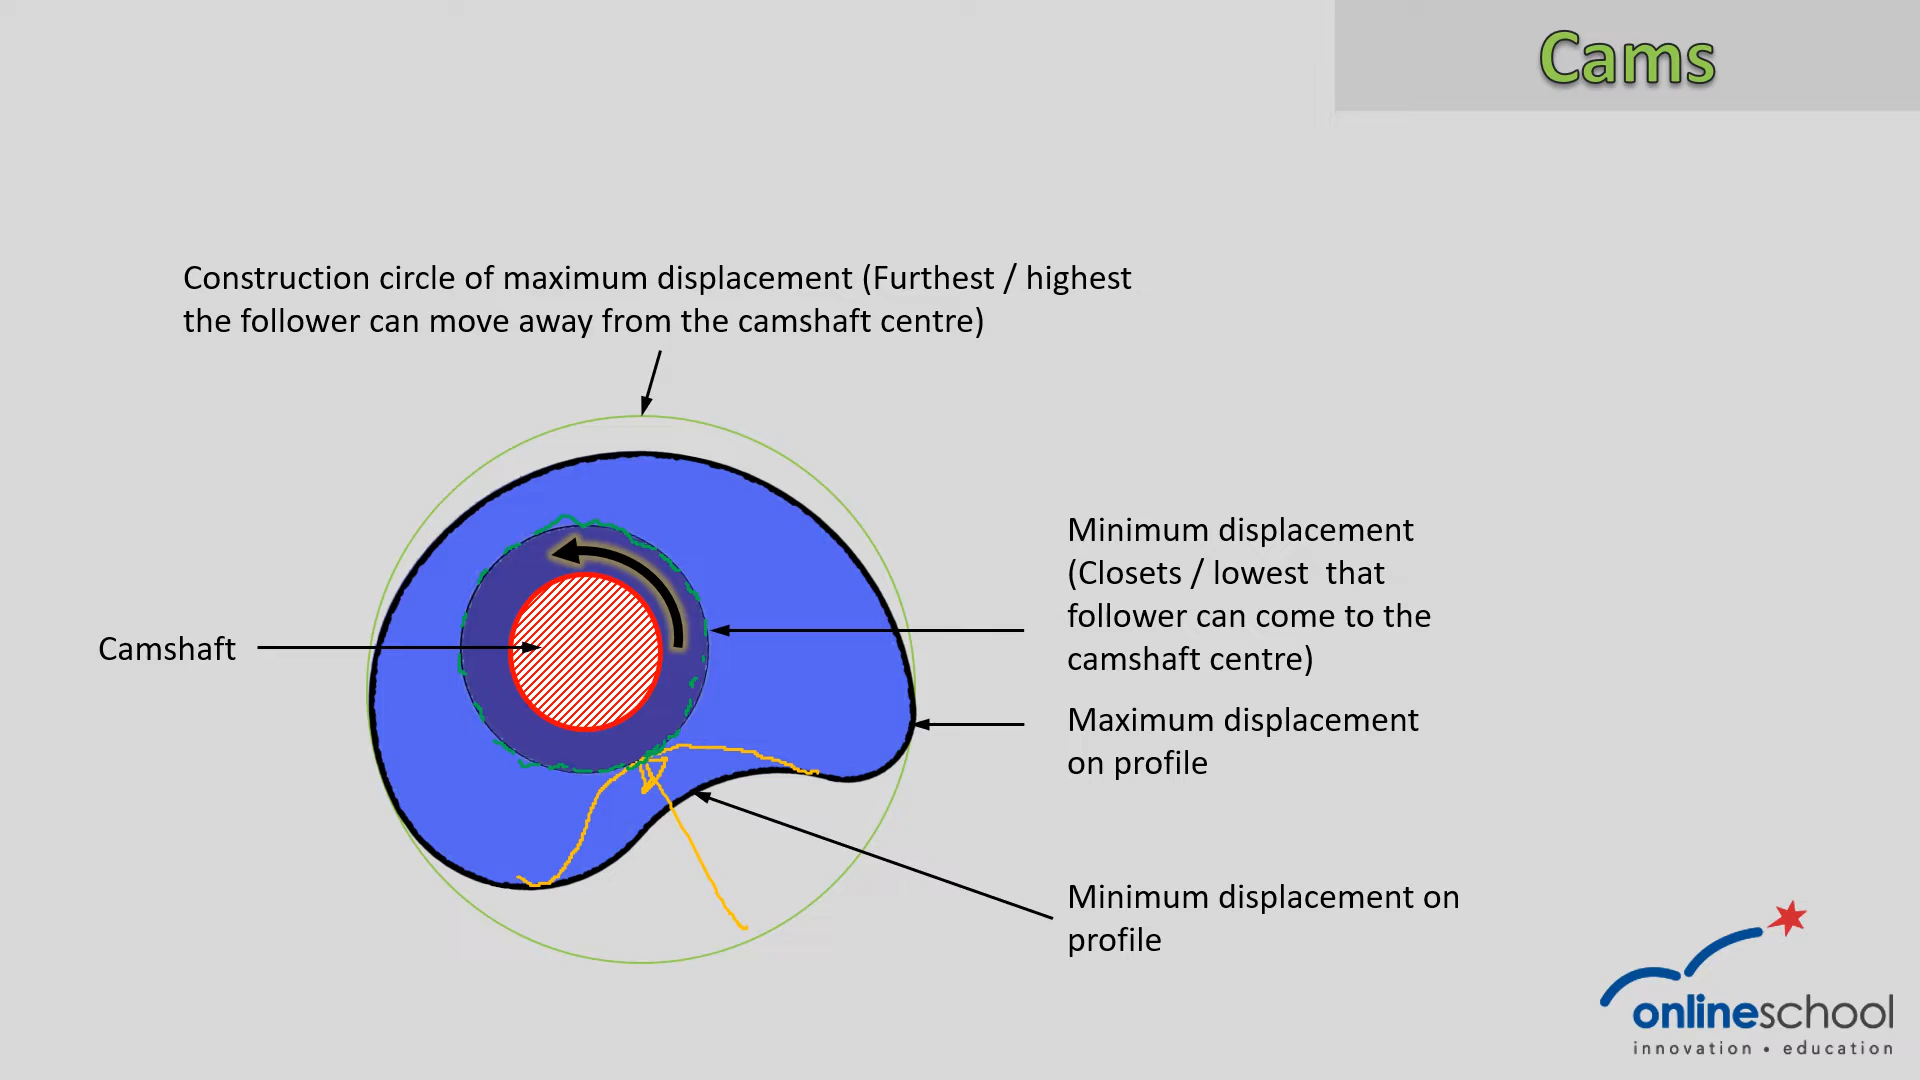 Cams
Construction circle of maximum displacement (Furthest / highest
the follower can move away from the camshaft centre)
Minimum displacement
(Closets / lowest that
follower can come to the
camshaft centre)
Camshaft
Maximum displacement
on profile
Minimum displacement on
profile
onlineschool
innovation • education